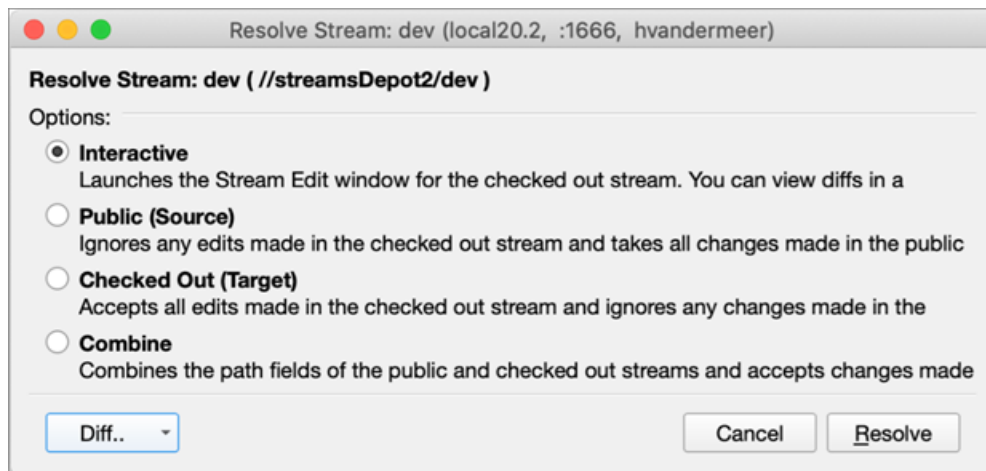 Resolve Stream: dev (local20.2,  :1666,  hvandermeer)
Resolve Stream: dev ( //streamsDepot2/dev )
Options:
Interactive
Launches the Stream Edit window for the checked out stream. You can view diffs in a
Public (Source)
Ignores any edits made in the checked out stream and takes all changes made in the public
Checked Out (Target)
Accepts all edits made in the checked out stream and ignores any changes made in the
Combine
Combines the path fields of the public and checked out streams and accepts changes made
Diff.. Cancel Resolve